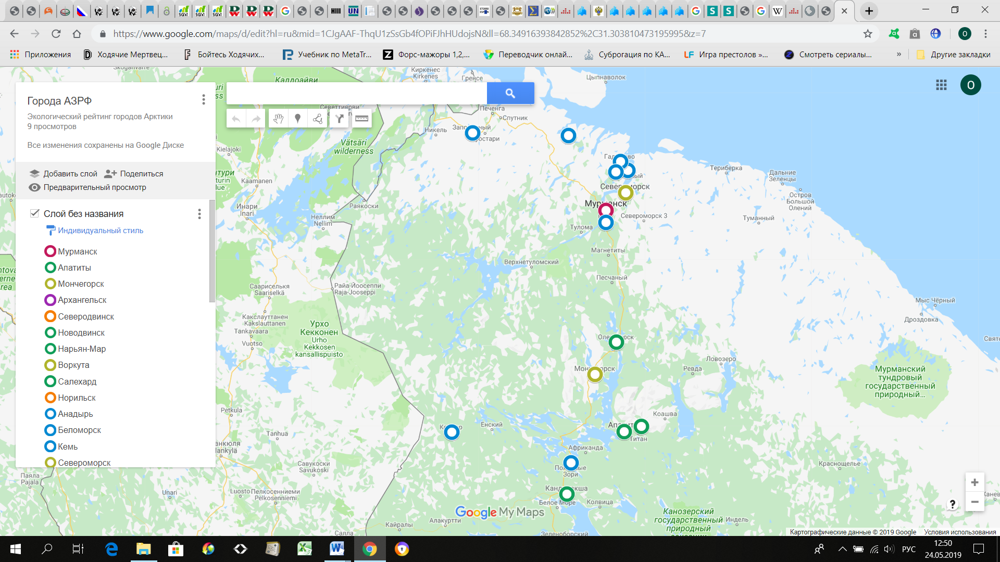 https://www.google.com/maps/d/edit?hl=ru&mid=1CJgAAF-ThqU1zSsGb4fOPiFJhHUdojsN&ll=68.34916393842852%2C31.303810473195995&z=7
Приложения
Ходячие Мертвец...
Бойтесь Ходячих...
Учебник по MetaTr...
Форс-мажоры 1,2,...
Переводчик онлай...
Суброгация по КА...
Игра престолов »...
Смотреть сериалы...
»
Другие закладки
Города АЗРФ
Экологический рейтинг городов Арктики
9 просмотров
Все изменения сохранены на Google Диске
Добавить слой
Поделиться
Предварительный просмотр
Слой без названия
Индивидуальный стиль
Мурманск
Апатиты
Мончегорск
Архангельск
Северодвинск
Новодвинск
Нарьян-Мар
Воркута
Салехард
Норильск
Анадырь
Беломорск
Кемь
Североморск
Киркенес
Kirkenes
Гренсе
Цыпнаволок
Печенга
Спутник
Никель
Vätsäri
wilderness
Kielajoki
Кааманен
Инари
Inari
Неллим
Nellim
Раякоски
Териберка
Дальние
Зеленцы
Остров
Большой
Олений
Туманный
Североморск
Мурманск
Североморск 3
Тулома
Магнетиты
Верхнетуломский
Песчаный
Саариселькя
Saariselkä
Райа-Йоосеппи
Raja-Jooseppi
Какслауттанен
Kakslauttanen
Tankavaara
Vuotso
Урхо
Кекконен
Urho
Kekkosen
kansallispuisto
Мыс Чёрный
Дроздовка
Ловозеро
Ревда
Мурманский
тундровый
государственный
природный...
Petkula
Tanhua
Савукоски
Savukoski
Енский
Коашва
Титан
Африканда
Зори
Краснощелье
Паяла
Pajala
Unari
Luosto
Пелкосенниеми
Pelkosenniemi
Кайралы
Салла
Алакуртти
Белое Море
Колвица
Зеленоборский
Канозерский
государственный
природный
Индель
Google My Maps
Картографические данные © 2019 Google
Условия использования
РУС
12:50
24.05.2019